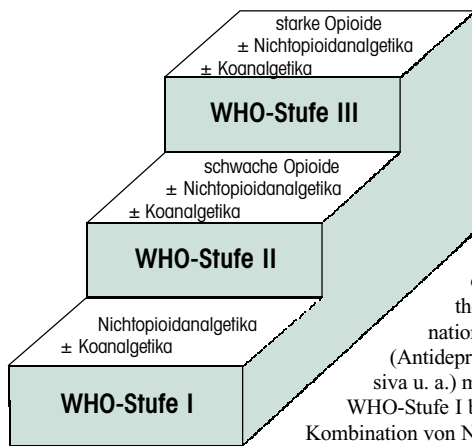 starke Opioide
± Nichtopioidanalgetika
± Koanalgetika
WHO-Stufe III
schwache Opioide
± Nichtopioidanalgetika
± Koanalgetika
WHO-Stufe II
Nichtopioidanalgetika
± Koanalgetika
WHO-Stufe I
th
nation
(Antidepr
siva u. a.) m
WHO-Stufe I b
Kombination von N